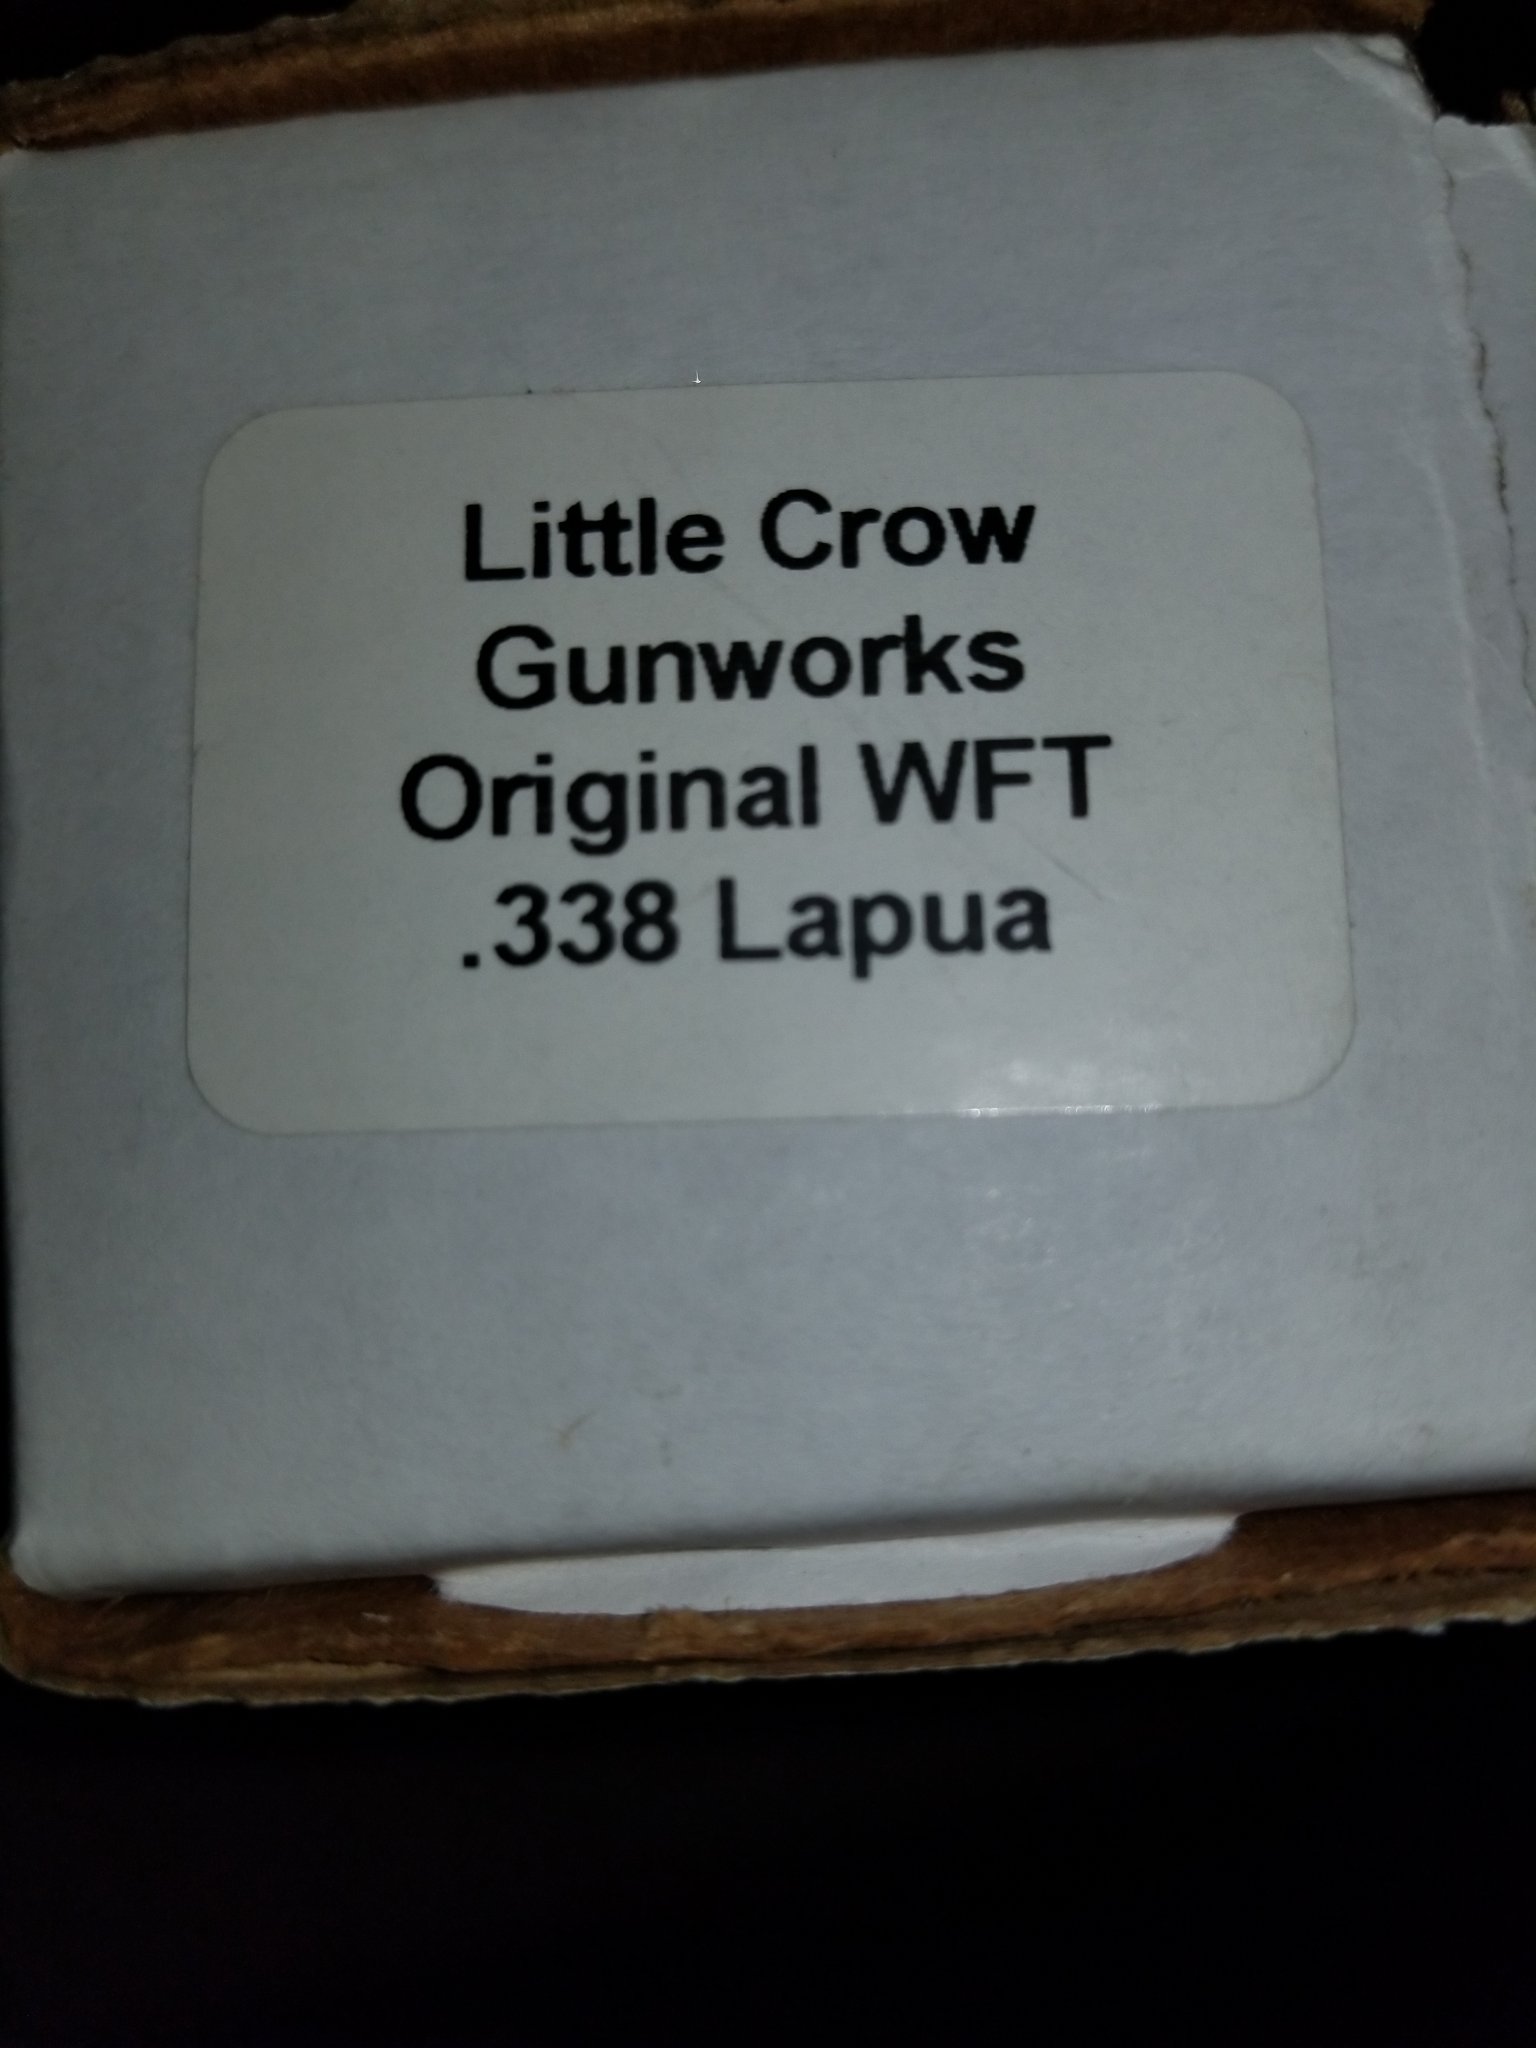 Little Crow
Gunworks
Original WFT
.338 Lapua